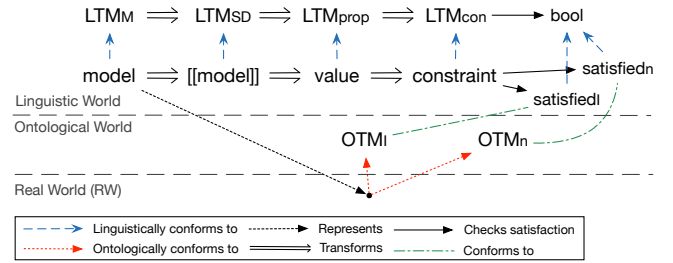 LTMM LTMSD LTMprop LTMcon bool
model [[model]] value constraint satisfiedn
satisfiedl
Linguistic World
Ontological World
OTMl OTMn
Real World (RW)
Linguistically conforms to Represents Checks satisfaction
Ontologically conforms to Transforms Conforms to